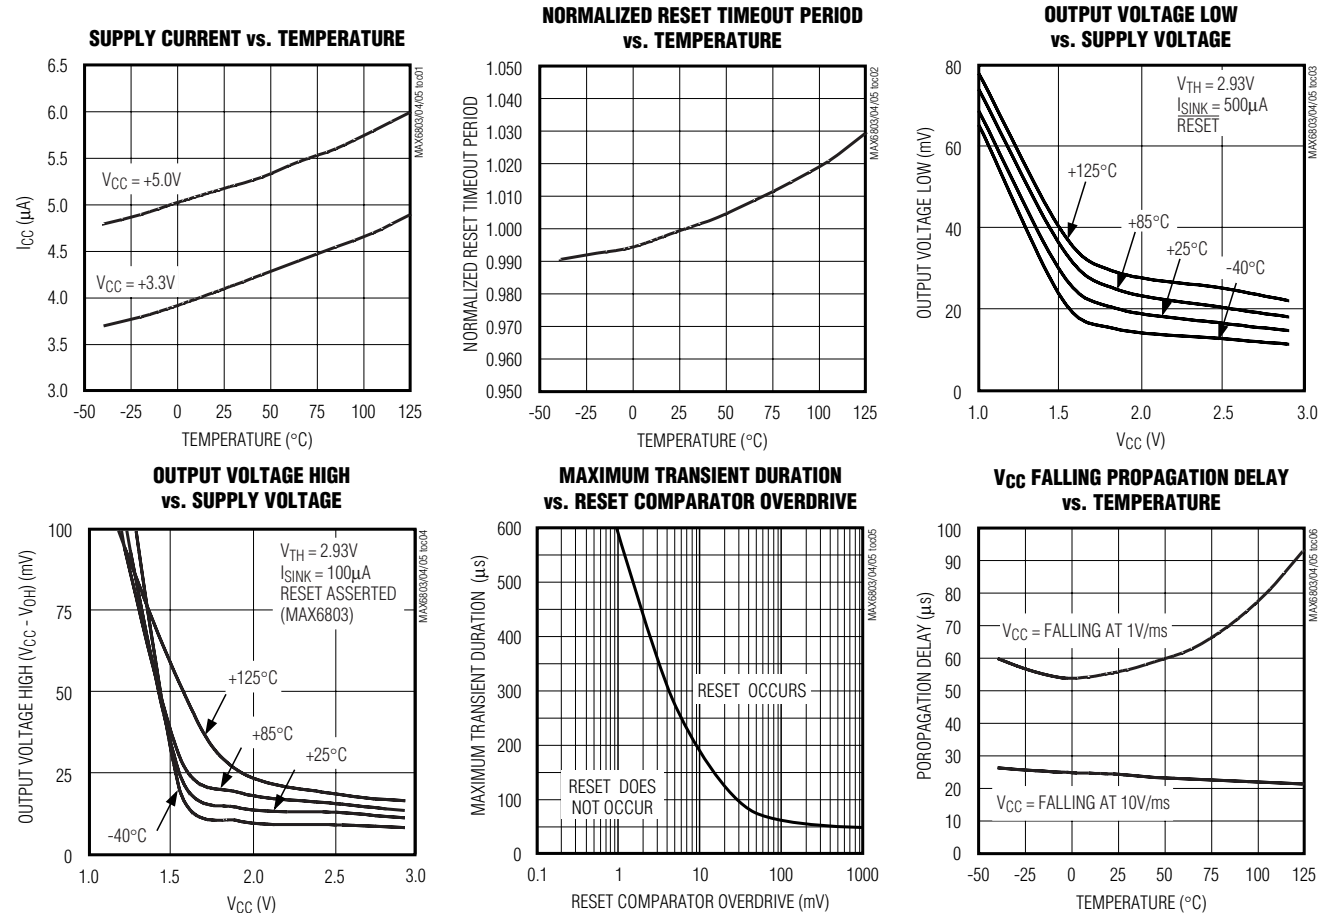 SUPPLY CURRENT vs. TEMPERATURE
6.5
6.0
5.5
5.0
4.5
4.0
3.5
3.0
ICC (μA)
VCC = +5.0V
VCC = +3.3V
-50 -25 0 25 50 75 100 125
TEMPERATURE (°C)
MAX6803/04/05 toc01
NORMALIZED RESET TIMEOUT PERIOD
vs. TEMPERATURE
1.050
1.040
1.030
1.020
1.010
1.000
0.990
0.980
0.970
0.960
0.950
NORMALIZED RESET TIMEOUT PERIOD
-50 -25 0 25 50 75 100 125
TEMPERATURE (°C)
MAX6803/04/05 toc02
OUTPUT VOLTAGE LOW
vs. SUPPLY VOLTAGE
80
60
40
20
0
OUTPUT VOLTAGE LOW (mV)
VTH = 2.93V
ISINK = 500μA
RESET
+125°C
+85°C
+25°C
-40°C
1.0 1.5 2.0 2.5 3.0
VCC (V)
MAX6803/04/05 toc03
OUTPUT VOLTAGE HIGH
vs. SUPPLY VOLTAGE
100
75
50
25
0
OUTPUT VOLTAGE HIGH (VCC - VOH) (mV)
VTH = 2.93V
ISINK = 100μA
RESET ASSERTED
(MAX6803)
+125°C
+85°C
+25°C
-40°C
1.0 1.5 2.0 2.5 3.0
VCC (V)
MAX6803/04/05 toc04
MAXIMUM TRANSIENT DURATION
vs. RESET COMPARATOR OVERDRIVE
600
500
400
300
200
100
0
MAXIMUM TRANSIENT DURATION (μs)
RESET OCCURS
RESET DOES
NOT OCCUR
0.1 1 10 100 1000
RESET COMPARATOR OVERDRIVE (mV)
MAX6803/04/05 toc05
VCC FALLING PROPAGATION DELAY
vs. TEMPERATURE
100
90
80
70
60
50
40
30
20
10
0
POROPAGATION DELAY (μs)
VCC = FALLING AT 1V/ms
VCC = FALLING AT 10V/ms
-50 -25 0 25 50 75 100 125
TEMPERATURE (°C)
MAX6803/04/05 toc06